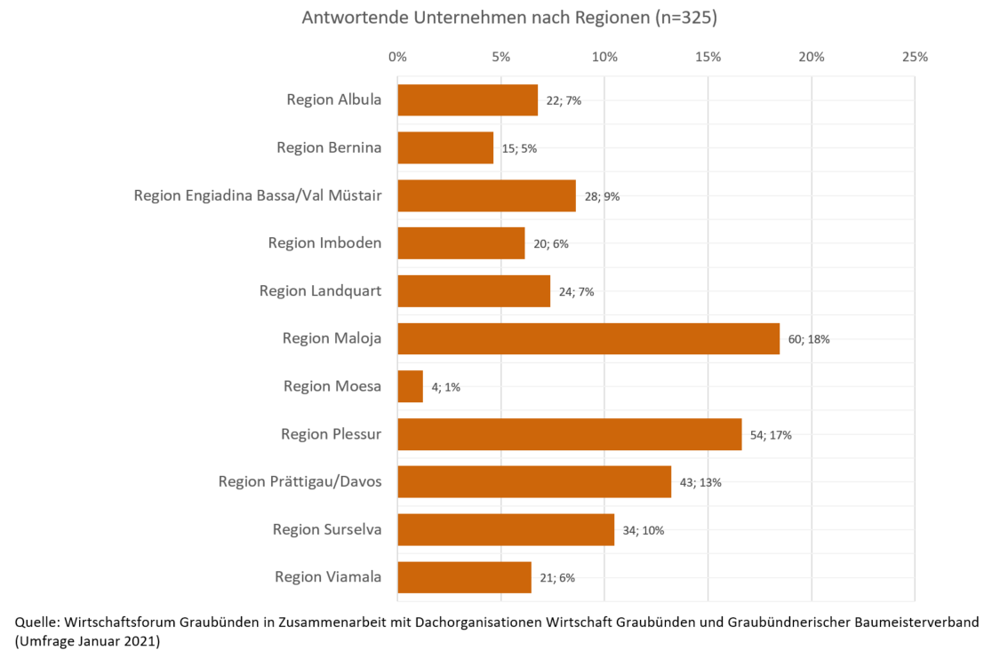 Antwortende Unternehmen nach Regionen (n=325)
0% 5% 10% 15% 20% 25%
Region Albula 22; 7%
Region Bernina 15; 5%
Region Engiadina Bassa/Val Müstair 28; 9%
Region Imboden 20; 6%
Region Landquart 24; 7%
Region Maloja 60; 18%
Region Moesa 4; 1%
Region Plessur 54; 17%
Region Prättigau/Davos 43; 13%
Region Surselva 34; 10%
Region Viamala 21; 6%
Quelle: Wirtschaftsforum Graubünden in Zusammenarbeit mit Dachorganisationen Wirtschaft Graubünden und Graubündnerischer Baumeisterverband
(Umfrage Januar 2021)